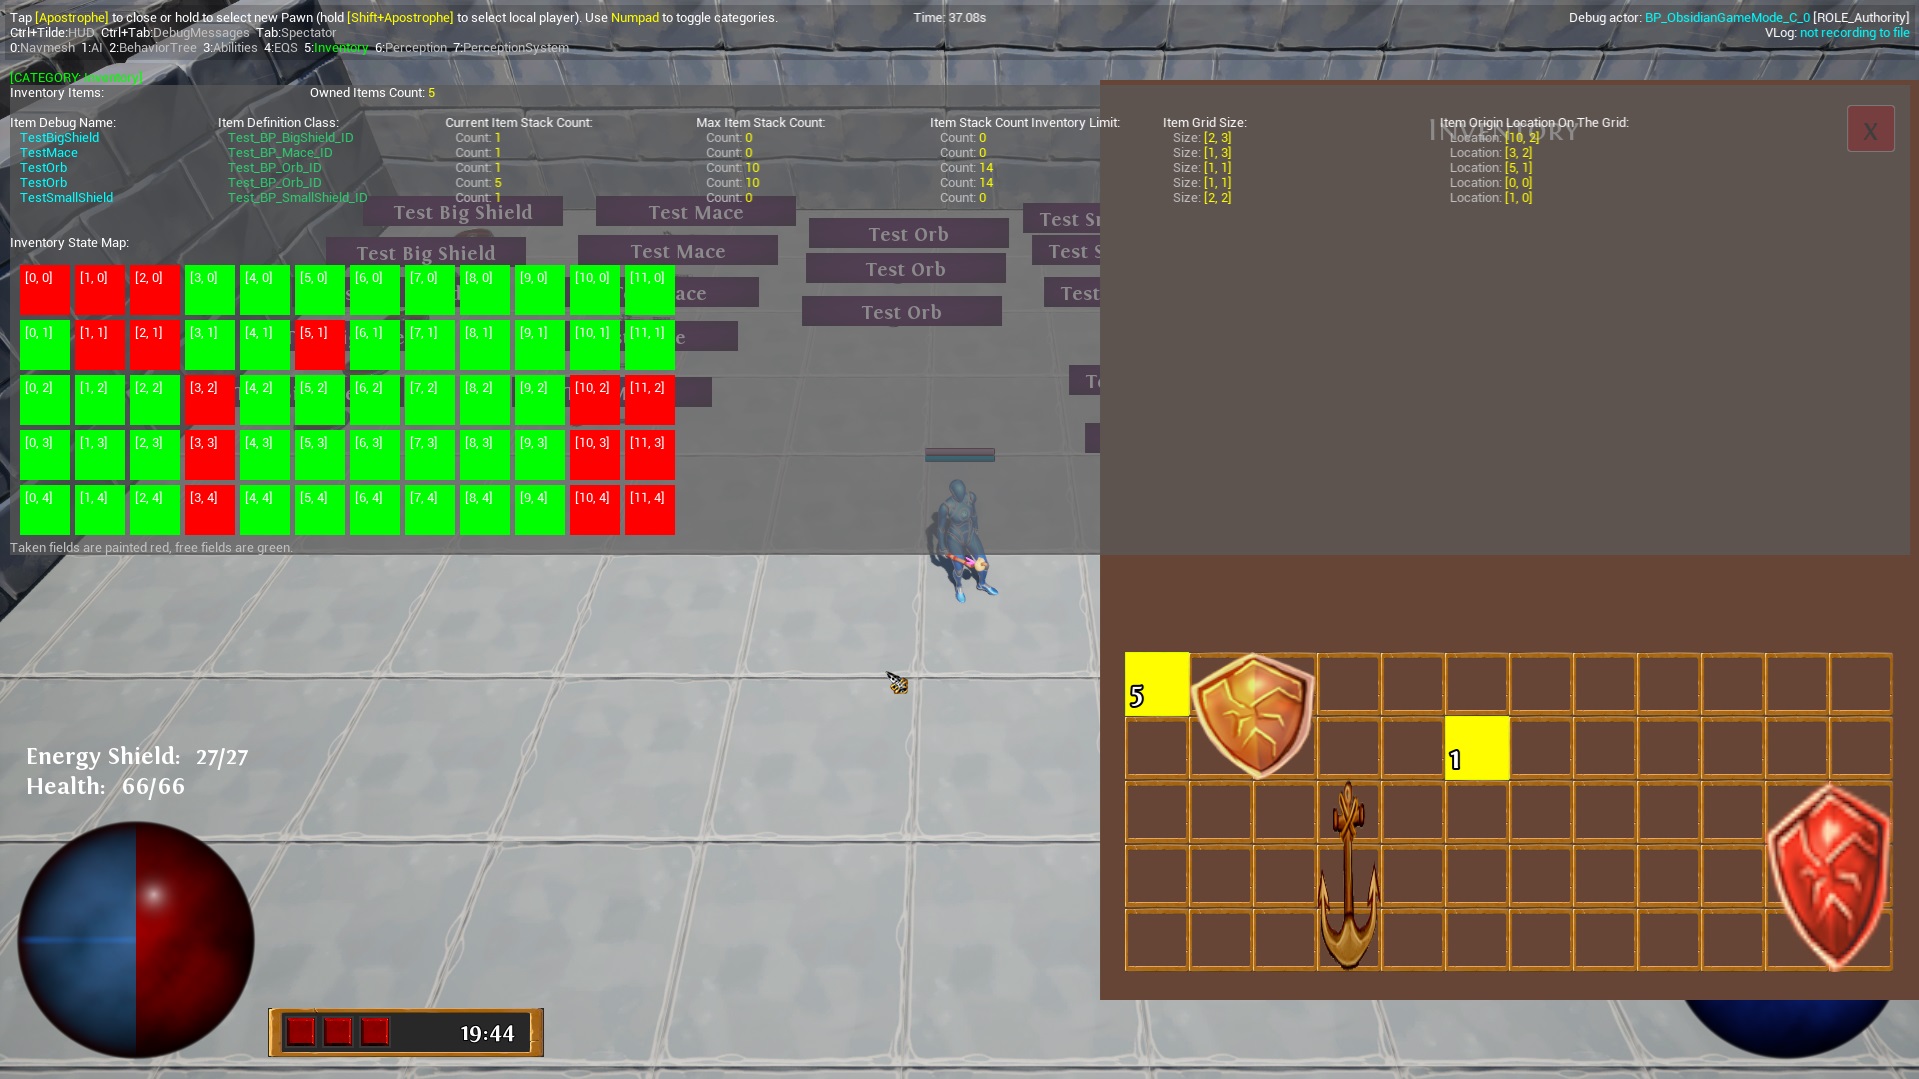 Tap [Apostrophe] to close or hold to select new Pawn (hold [Shift+Apostrophe] to select local player). Use Numpad to toggle categories.
Time: 37.08s
Debug actor: BP_ObsidianGameMode_C_0 [ROLE_Authority]
Ctrl+Tilde:HUD Ctrl+Tab:DebugMessages Tab:Spectator
VLog: not recording to file
0:Navmesh 1:AI 2:BehaviorTree 3:Abilities 4:EQS 5:Inventory 6:Perception 7:PerceptionSystem
[CATEGORY: Inventory]
Inventory Items: Owned Items Count: 5
Item Debug Name: Item Definition Class: Current Item Stack Count: Max Item Stack Count: Item Stack Count Inventory Limit: Item Grid Size: Item Origin Location On The Grid:
TestBigShield Test_BP_BigShield_ID Count: 1 Count: 0 Count: 0 Size: [2, 3] Location: [10, 2]
TestMace Test_BP_Mace_ID Count: 1 Count: 0 Count: 0 Size: [1, 3] Location: [3, 2]
TestOrb Test_BP_Orb_ID Count: 1 Count: 10 Count: 14 Size: [1, 1] Location: [5, 1]
TestOrb Test_BP_Orb_ID Count: 5 Count: 10 Count: 14 Size: [1, 1] Location: [0, 0]
TestSmallShield Test_BP_SmallShield_ID Count: 1 Count: 0 Count: 0 Size: [2, 2] Location: [1, 0]
Inventory
X
Test Big Shield Test Mace
Test Orb
Test Big Shield Test Mace
Test Orb
Test
Test Orb
Inventory State Map:
[0, 0] [1, 0] [2, 0] [3, 0] [4, 0] [5, 0] [6, 0] [7, 0] [8, 0] [9, 0] [10, 0] [11, 0]
[0, 1] [1, 1] [2, 1] [3, 1] [4, 1] [5, 1] [6, 1] [7, 1] [8, 1] [9, 1] [10, 1] [11, 1]
[0, 2] [1, 2] [2, 2] [3, 2] [4, 2] [5, 2] [6, 2] [7, 2] [8, 2] [9, 2] [10, 2] [11, 2]
[0, 3] [1, 3] [2, 3] [3, 3] [4, 3] [5, 3] [6, 3] [7, 3] [8, 3] [9, 3] [10, 3] [11, 3]
[0, 4] [1, 4] [2, 4] [3, 4] [4, 4] [5, 4] [6, 4] [7, 4] [8, 4] [9, 4] [10, 4] [11, 4]
Taken fields are painted red, free fields are green.
5
1
Energy Shield: 27/27
Health: 66/66
19:44